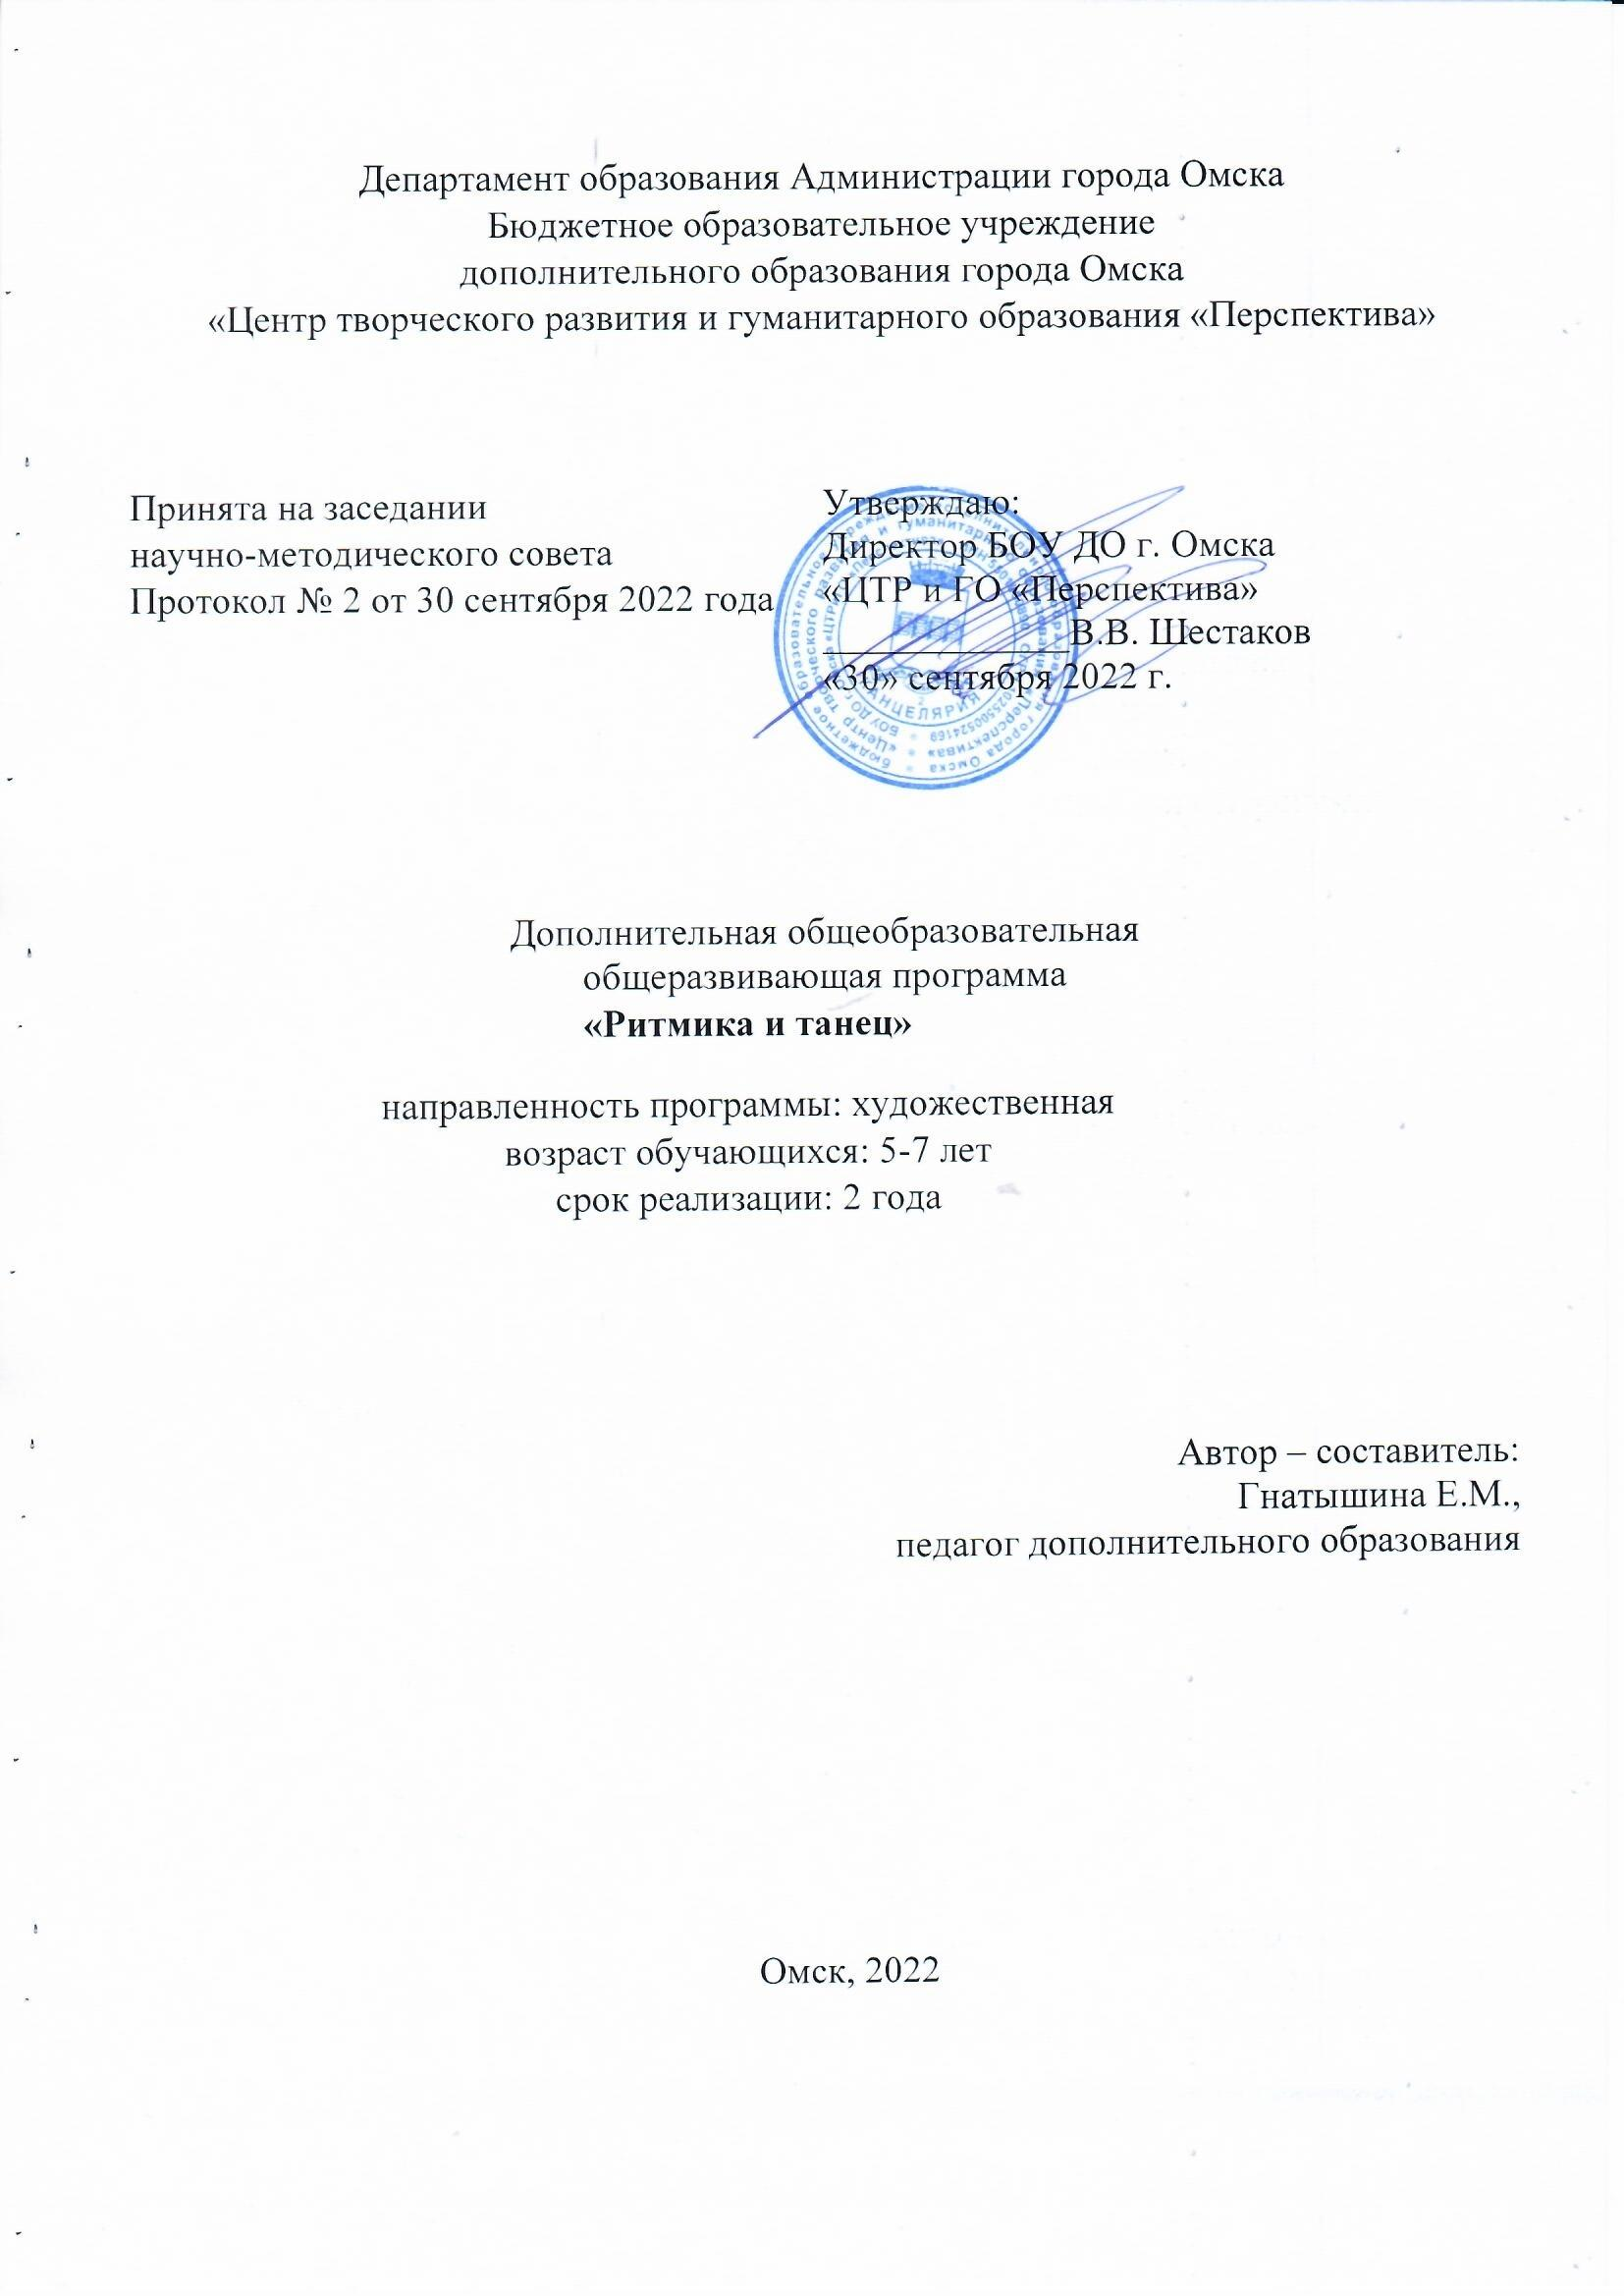 Департамент образования Администрации города Омска
Бюджетное образовательное учреждение
дополнительного образования города Омска
«Центр творческого развития и гуманитарного образования «Перспектива»
Принята на заседании
научно-методического совета
Протокол № 2 от 30 сентября 2022 года
Утверждаю:
Директор БОУ ДО г. Омска
«ЦТР и ГО «Перспектива»
_____________В.В. Шестаков
«30» сентября 2022 г.
КАНЦЕЛЯРИЯ
Дополнительная общеобразовательная
общеразвивающая программа
«Ритмика и танец»
направленность программы: художественная
возраст обучающихся: 5-7 лет
срок реализации: 2 года
Автор – составитель:
Гнатышина Е.М.,
педагог дополнительного образования
Омск, 2022